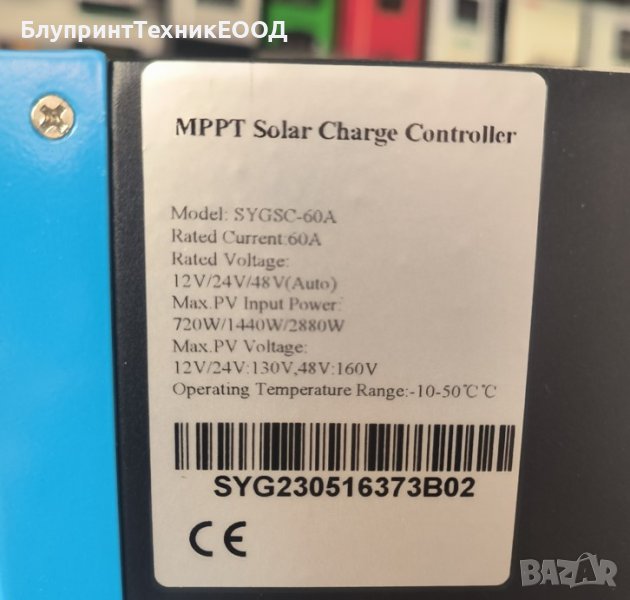 БлупринтТехникЕООД
MPPT Solar Charge Controller
Model: SYGSC-60A
Rated Current:60A
Rated Voltage:
12V/24V/48V(Auto)
Max.PV Input Power:
720W/1440W/2880W
Max.PV Voltage:
12V/24V:130V,48V:160V
Operating Temperature Range:-10-50℃℃
SYG230516373B02
CE
BAZAR